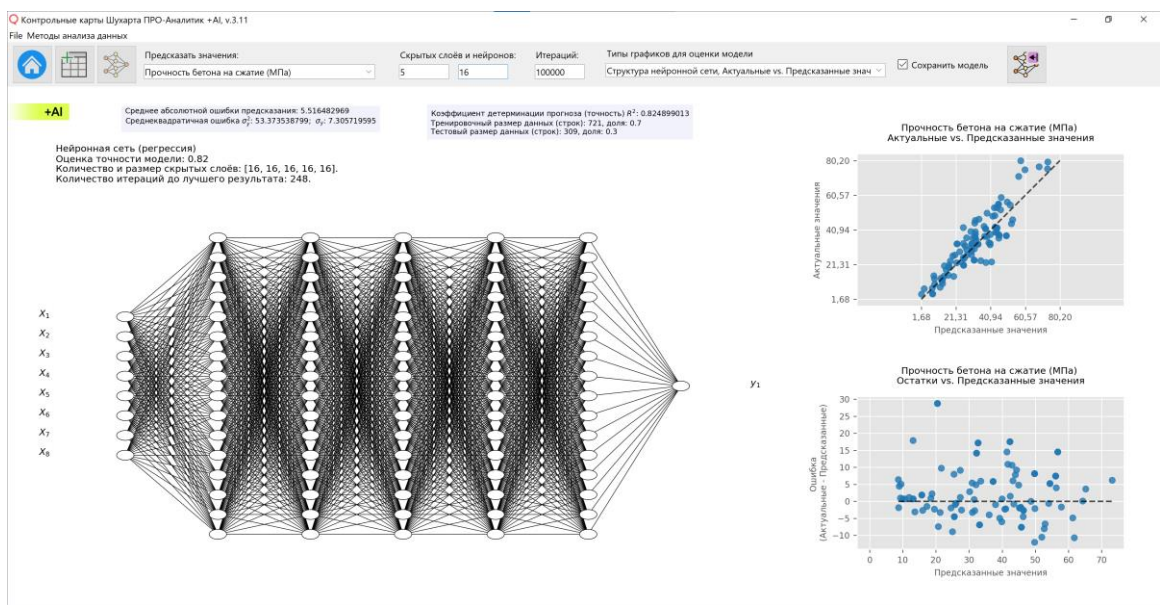 Контрольные карты Шухарта ПРО-Аналитик +AI, v.3.11
File Методы анализа данных
Предсказать значения:
Прочность бетона на сжатие (МПа)
Скрытых слоёв и нейронов:
5
16
Итераций:
100000
Типы графиков для оценки модели
Структура нейронной сети, Актуальные vs. Предсказанные знач
Сохранить модель
+AI
Среднее абсолютной ошибки предсказания: 5.516482969
Среднеквадратичная ошибка σ²ᵧ: 53.373538799; σᵧ: 7.305719595
Коэффициент детерминации прогноза (точность) R²: 0.824899013
Тренировочный размер данных (строк): 721, доля: 0.7
Тестовый размер данных (строк): 309, доля: 0.3
Нейронная сеть (регрессия)
Оценка точности модели: 0.82
Количество и размер скрытых слоёв: [16, 16, 16, 16, 16].
Количество итераций до лучшего результата: 248.
X₁
X₂
X₃
X₄
X₅
X₆
X₇
X₈
y₁
Прочность бетона на сжатие (МПа)
Актуальные vs. Предсказанные значения
Актуальные значения
80,20
60,57
40,94
21,31
1,68
1,68 21,31 40,94 60,57 80,20
Предсказанные значения
Прочность бетона на сжатие (МПа)
Остатки vs. Предсказанные значения
Ошибка
(Актуальные - Предсказанные)
30
25
20
15
10
5
0
−5
−10
0 10 20 30 40 50 60 70
Предсказанные значения